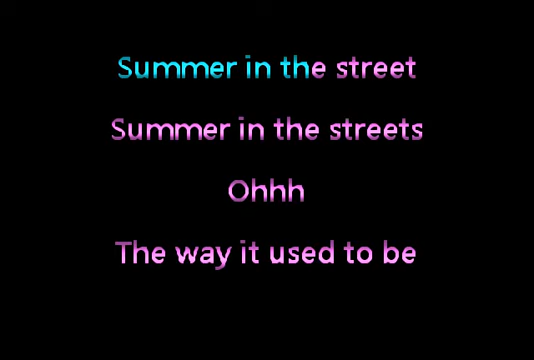 Summer in the street
Summer in the streets
Ohhh
The way it used to be